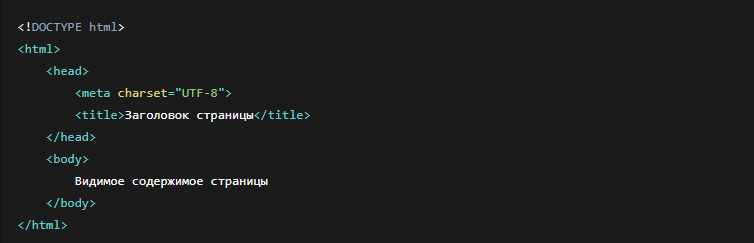 <!DOCTYPE html>
<html>
<head>
<meta charset="UTF-8">
<title>Заголовок страницы</title>
</head>
<body>
Видимое содержимое страницы
</body>
</html>